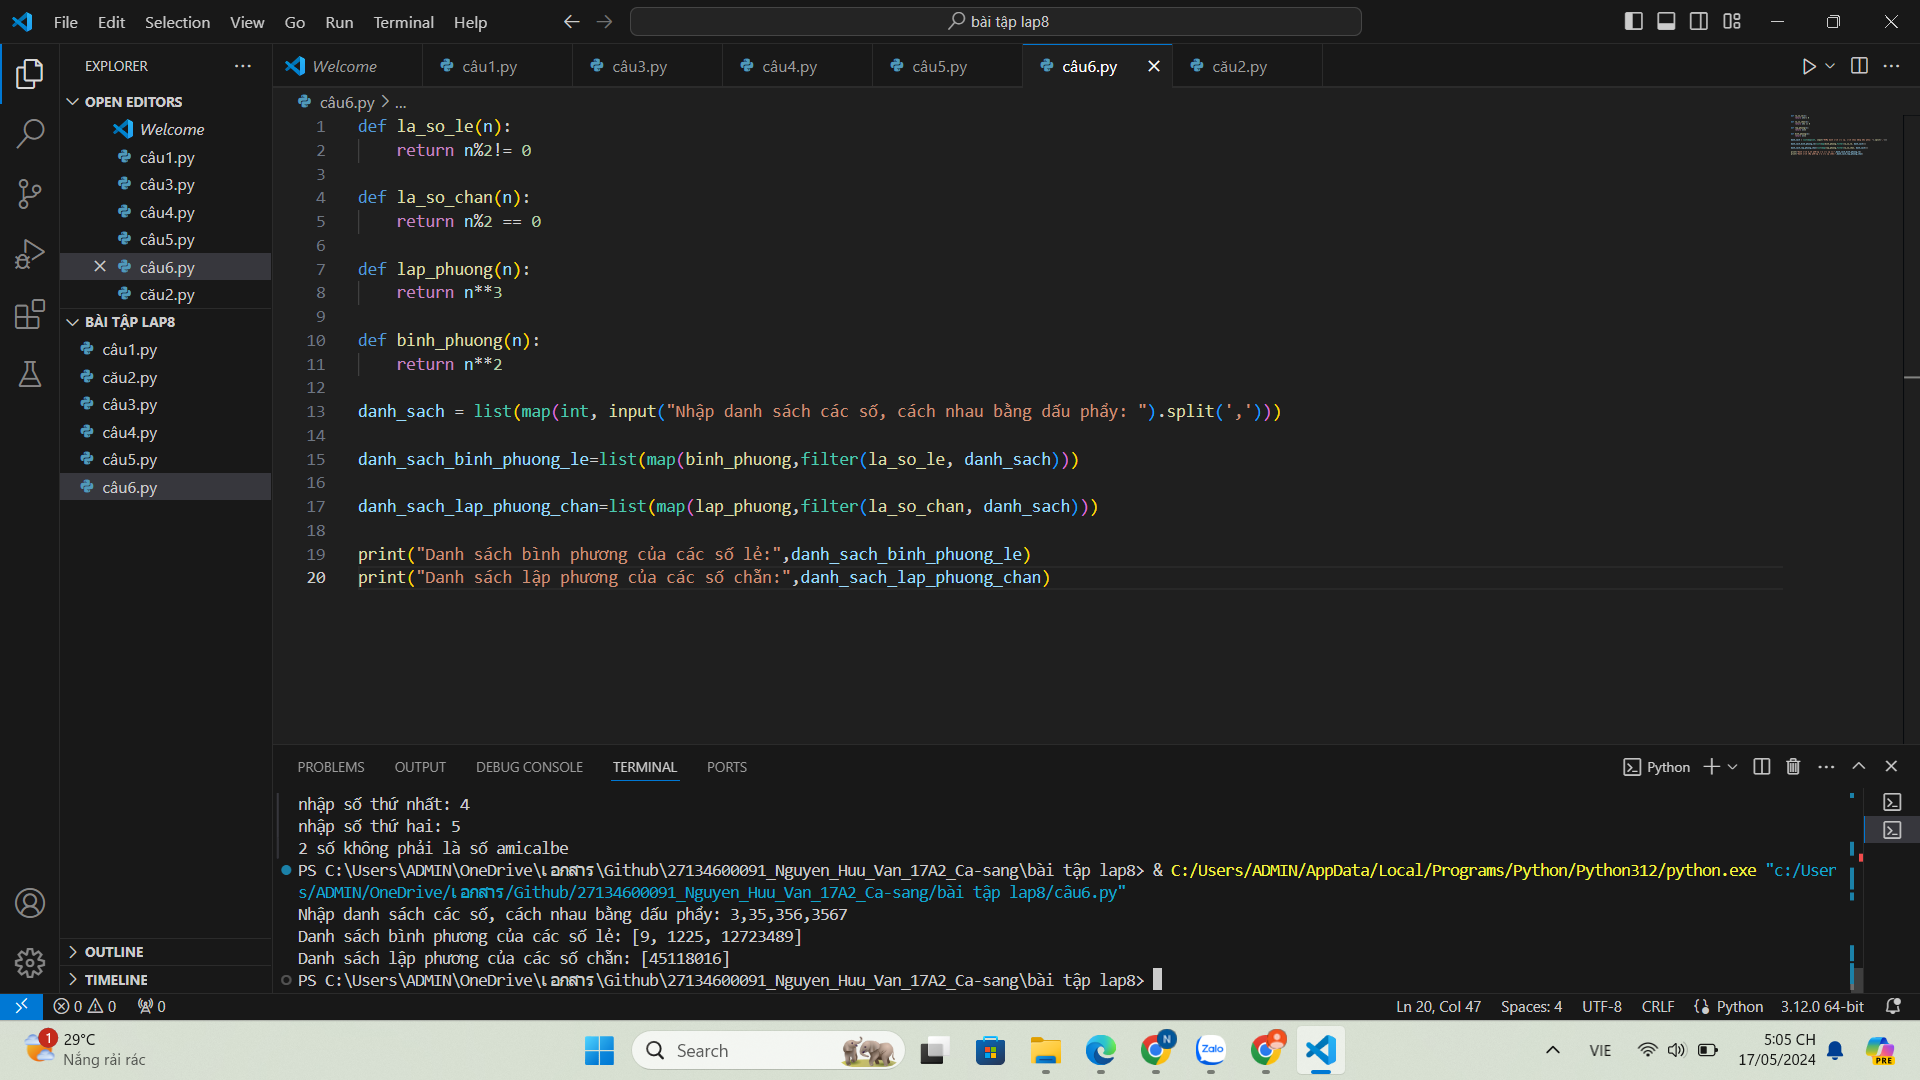 File Edit Selection View Go Run Terminal Help
bài tập lap8
EXPLORER
OPEN EDITORS
Welcome
câu1.py
câu3.py
câu4.py
câu5.py
câu6.py
cău2.py
BÀI TẬP LAP8
câu1.py
cău2.py
câu3.py
câu4.py
câu5.py
câu6.py
OUTLINE
TIMELINE
Welcome câu1.py câu3.py câu4.py câu5.py câu6.py cău2.py
câu6.py > ...
1 def la_so_le(n):
2 return n%2!= 0
3
4 def la_so_chan(n):
5 return n%2 == 0
6
7 def lap_phuong(n):
8 return n**3
9
10 def binh_phuong(n):
11 return n**2
12
13 danh_sach = list(map(int, input("Nhập danh sách các số, cách nhau bằng dấu phẩy: ").split(',')))
14
15 danh_sach_binh_phuong_le=list(map(binh_phuong,filter(la_so_le, danh_sach)))
16
17 danh_sach_lap_phuong_chan=list(map(lap_phuong,filter(la_so_chan, danh_sach)))
18
19 print("Danh sách bình phương của các số lẻ:",danh_sach_binh_phuong_le)
20 print("Danh sách lập phương của các số chẵn:",danh_sach_lap_phuong_chan)
PROBLEMS OUTPUT DEBUG CONSOLE TERMINAL PORTS
Python
nhập số thứ nhất: 4
nhập số thứ hai: 5
2 số không phải là số amicalbe
PS C:\Users\ADMIN\OneDrive\เอกสาร\Github\27134600091_Nguyen_Huu_Van_17A2_Ca-sang\bài tập lap8> & C:/Users/ADMIN/AppData/Local/Programs/Python/Python312/python.exe "c:/User
s/ADMIN/OneDrive/เอกสาร/Github/27134600091_Nguyen_Huu_Van_17A2_Ca-sang/bài tập lap8/câu6.py"
Nhập danh sách các số, cách nhau bằng dấu phẩy: 3,35,356,3567
Danh sách bình phương của các số lẻ: [9, 1225, 12723489]
Danh sách lập phương của các số chẵn: [45118016]
PS C:\Users\ADMIN\OneDrive\เอกสาร\Github\27134600091_Nguyen_Huu_Van_17A2_Ca-sang\bài tập lap8>
0 0 0
Ln 20, Col 47 Spaces: 4 UTF-8 CRLF Python 3.12.0 64-bit
1
29°C
Nắng rải rác
Search
N
Zalo
VIE
5:05 CH
17/05/2024
PRE